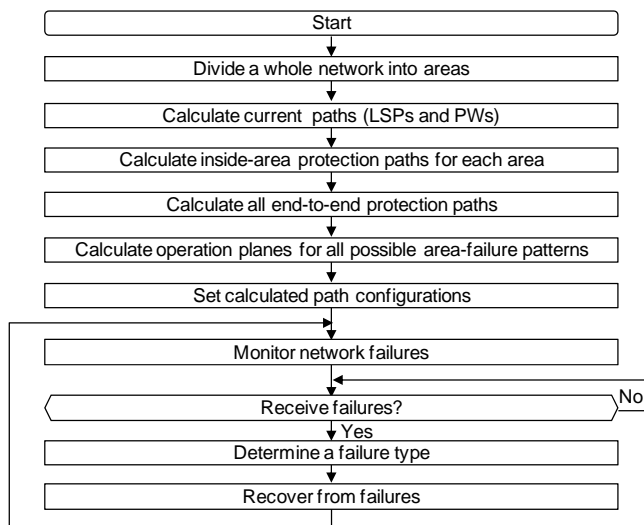 Start
Divide a whole network into areas
Calculate current paths (LSPs and PWs)
Calculate inside-area protection paths for each area
Calculate all end-to-end protection paths
Calculate operation planes for all possible area-failure patterns
Set calculated path configurations
Monitor network failures
Receive failures?
No
Yes
Determine a failure type
Recover from failures